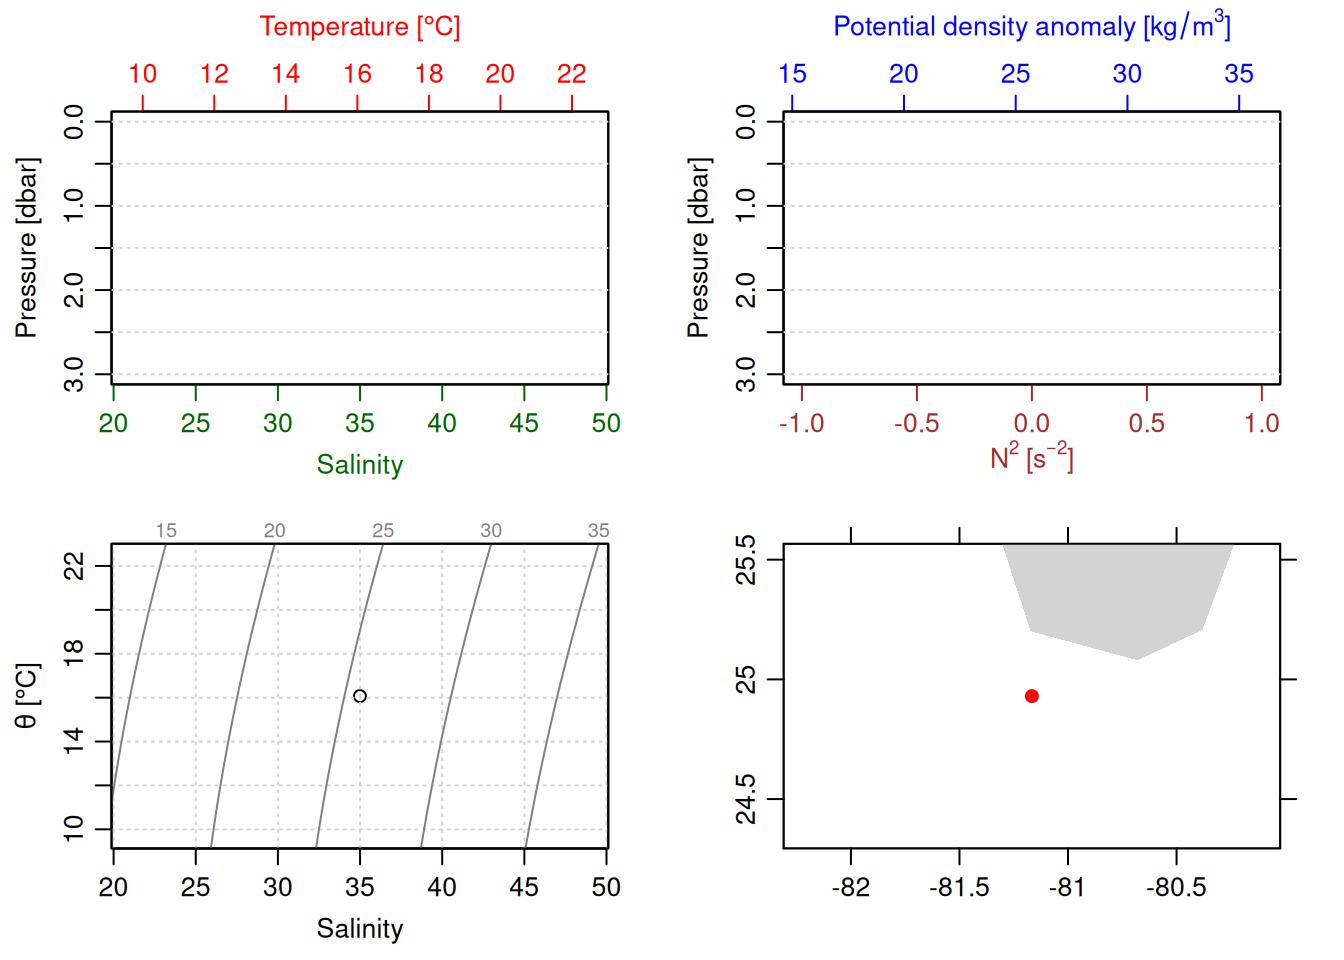 Temperature [°C]
10 12 14 16 18 20 22
Pressure [dbar]
0.0 1.0 2.0 3.0
20 25 30 35 40 45 50
Salinity
Potential density anomaly [kg/m³]
15 20 25 30 35
Pressure [dbar]
0.0 1.0 2.0 3.0
-1.0 -0.5 0.0 0.5 1.0
N² [s⁻²]
15 20 25 30 35
θ [°C]
10 14 18 22
20 25 30 35 40 45 50
Salinity
24.5 25 25.5
-82 -81.5 -81 -80.5